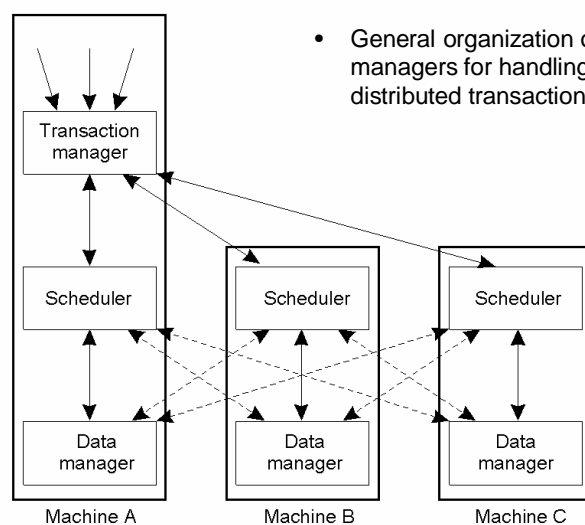 • General organization
managers for handling
distributed transaction
Transaction
manager
Scheduler
Scheduler
Scheduler
Data
manager
Data
manager
Data
manager
Machine A
Machine B
Machine C